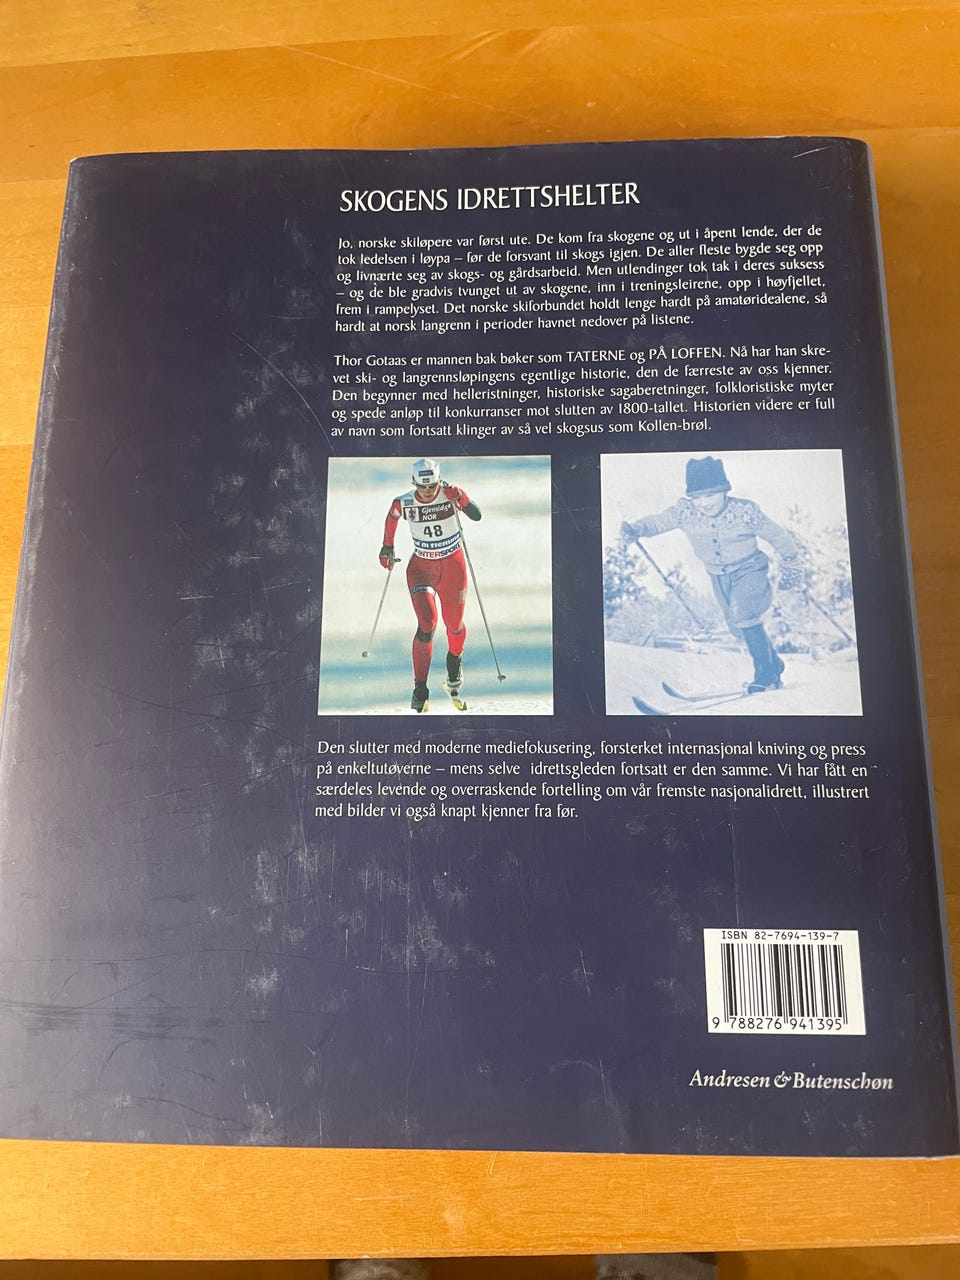 SKOGENS IDRETTSHELTER
Jo, norske skiløpere var først ute. De kom fra skogene og ut i åpent lende, der de
tok ledelsen i løypa – før de forsvant til skogs igjen. De aller fleste bygde seg opp
og livnærte seg av skogs- og gårdsarbeid. Men utlendinger tok tak i deres suksess
– og de ble gradvis tvunget ut av skogene, inn i treningsleirene, opp i høyfjellet,
frem i rampelyset. Det norske skiforbundet holdt lenge hardt på amatøridealene, så
hardt at norsk langrenn i perioder havnet nedover på listene.
Thor Gotaas er mannen bak bøker som TATERNE og PÅ LOFFEN. Nå har han skre-
vet ski- og langrennsløpingens egentlige historie, den de færreste av oss kjenner.
Den begynner med helleristninger, historiske sagaberetninger, folkloristiske myter
og spede anløp til konkurranser mot slutten av 1800-tallet. Historien videre er full
av navn som fortsatt klinger av så vel skogsus som Kollen-brøl.
Gjensidige
NOR
48
INTERSPORT
Den slutter med moderne mediefokusering, forsterket internasjonal kniving og press
på enkeltutøverne – mens selve idrettsgleden fortsatt er den samme. Vi har fått en
særdeles levende og overraskende fortelling om vår fremste nasjonalidrett, illustrert
med bilder vi også knapt kjenner fra før.
ISBN 82-7694-139-7
9 788276 941395
Andresen & Butenschøn